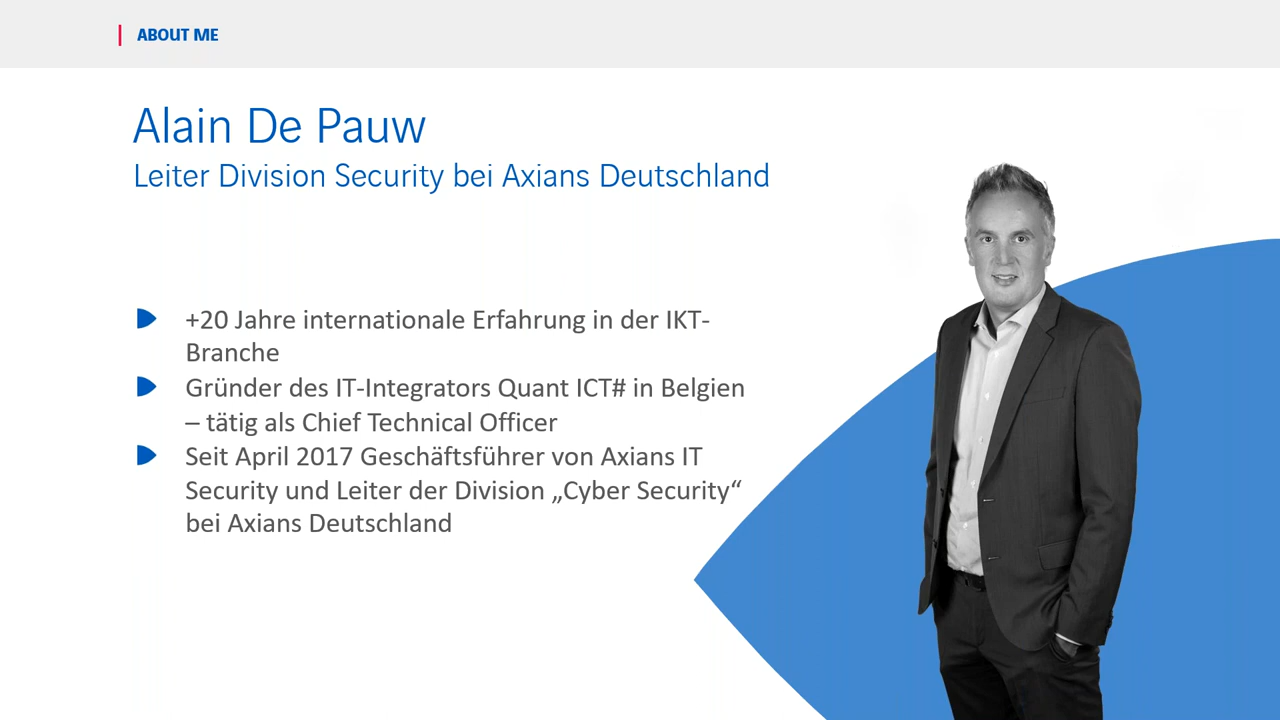 ABOUT ME
Alain De Pauw
Leiter Division Security bei Axians Deutschland
+20 Jahre internationale Erfahrung in der IKT-
Branche
Gründer des IT-Integrators Quant ICT# in Belgien
– tätig als Chief Technical Officer
Seit April 2017 Geschäftsführer von Axians IT
Security und Leiter der Division „Cyber Security“
bei Axians Deutschland